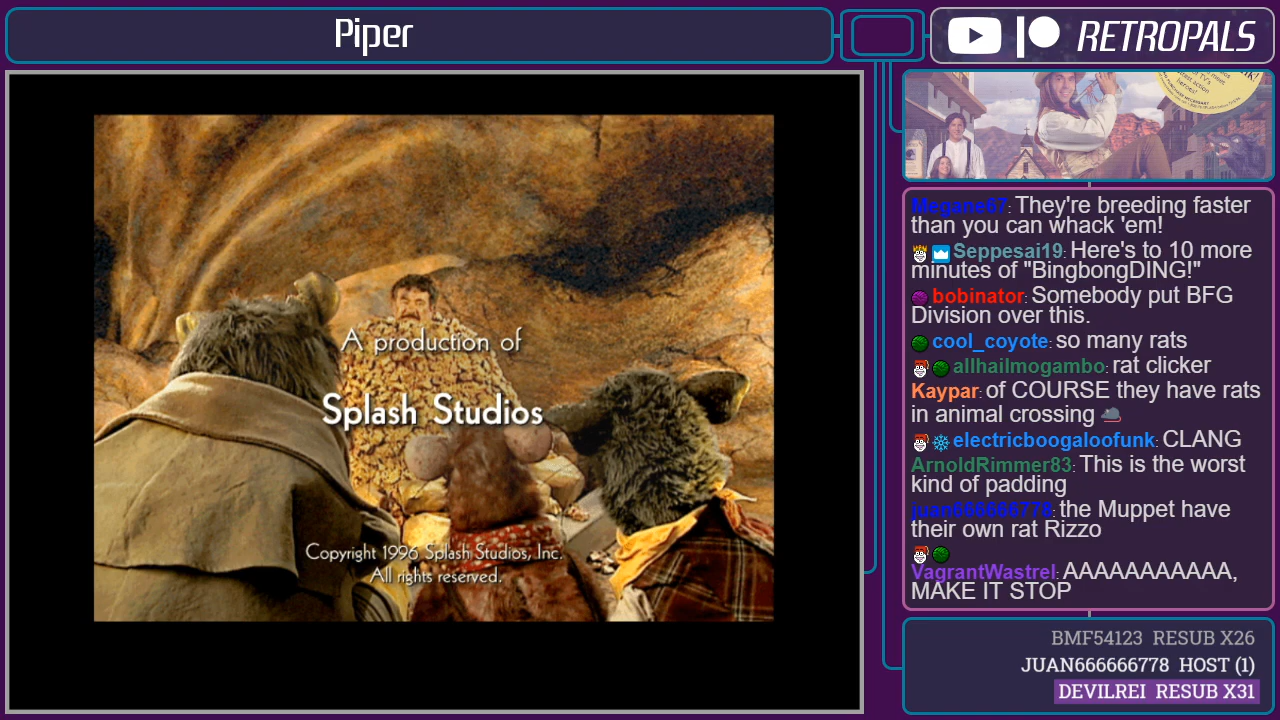 Piper
RETROPALS
A production of
Splash Studios
Copyright 1996 Splash Studios, Inc.
All rights reserved.
Megane67: They're breeding faster
than you can whack 'em!
Seppesai19: Here's to 10 more
minutes of "BingbongDING!"
bobinator: Somebody put BFG
Division over this.
cool_coyote: so many rats
allhailmogambo: rat clicker
Kaypar: of COURSE they have rats
in animal crossing
electricboogaloofunk: CLANG
ArnoldRimmer83: This is the worst
kind of padding
juan666666778: the Muppet have
their own rat Rizzo
VagrantWastrel: AAAAAAAAAAA,
MAKE IT STOP
BMF54123 RESUB X26
JUAN666666778 HOST (1)
DEVILREI RESUB X31